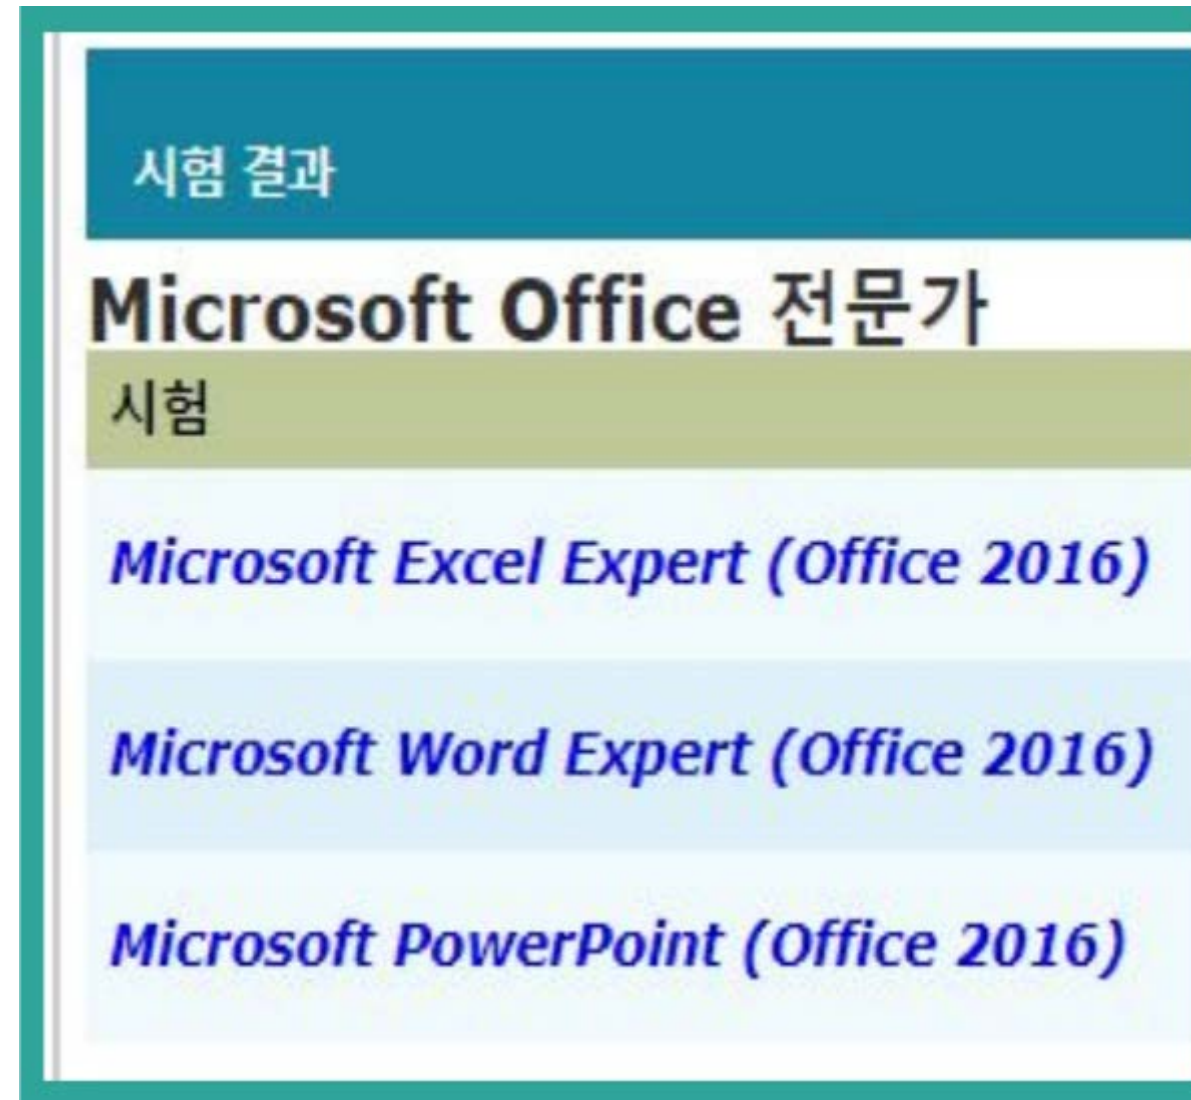 시험 결과
Microsoft Office 전문가
시험
Microsoft Excel Expert (Office 2016)
Microsoft Word Expert (Office 2016)
Microsoft PowerPoint (Office 2016)